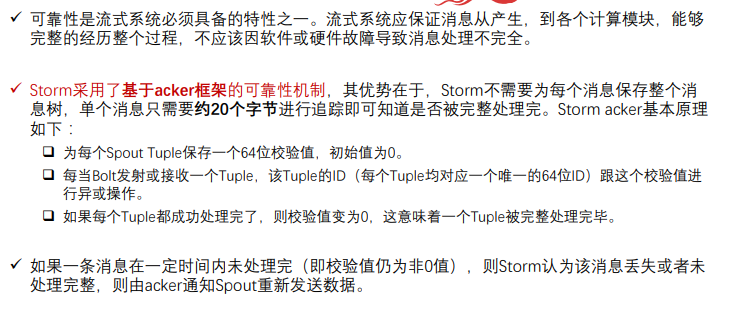 ✓ 可靠性是流式系统必须具备的特性之一。流式系统应保证消息从产生，到各个计算模块，能够
完整的经历整个过程，不应该因软件或硬件故障导致消息处理不完全。
✓ Storm采用了基于acker框架的可靠性机制，其优势在于，Storm不需要为每个消息保存整个消
息树，单个消息只需要约20个字节进行追踪即可知道是否被完整处理完。Storm acker基本原理
如下：
❑ 为每个Spout Tuple保存一个64位校验值，初始值为0。
❑ 每当Bolt发射或接收一个Tuple，该Tuple的ID（每个Tuple均对应一个唯一的64位ID）跟这个校验值进
行异或操作。
❑ 如果每个Tuple都成功处理完了，则校验值变为0，这意味着一个Tuple被完整处理完毕。
✓ 如果一条消息在一定时间内未处理完（即校验值仍为非0值），则Storm认为该消息丢失或者未
处理完整，则由acker通知Spout重新发送数据。